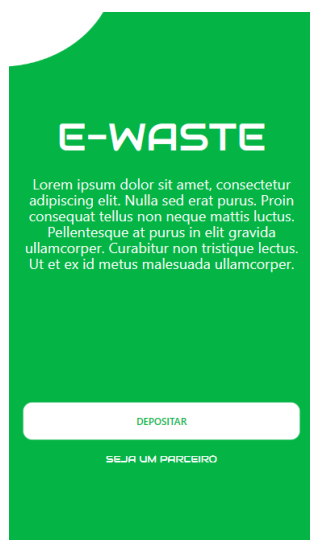 E-WASTE
Lorem ipsum dolor sit amet, consectetur
adipiscing elit. Nulla sed erat purus. Proin
consequat tellus non neque mattis luctus.
Pellentesque at purus in elit gravida
ullamcorper. Curabitur non tristique lectus.
Ut et ex id metus malesuada ullamcorper.
DEPOSITAR
SEJA UM PARCEIRO